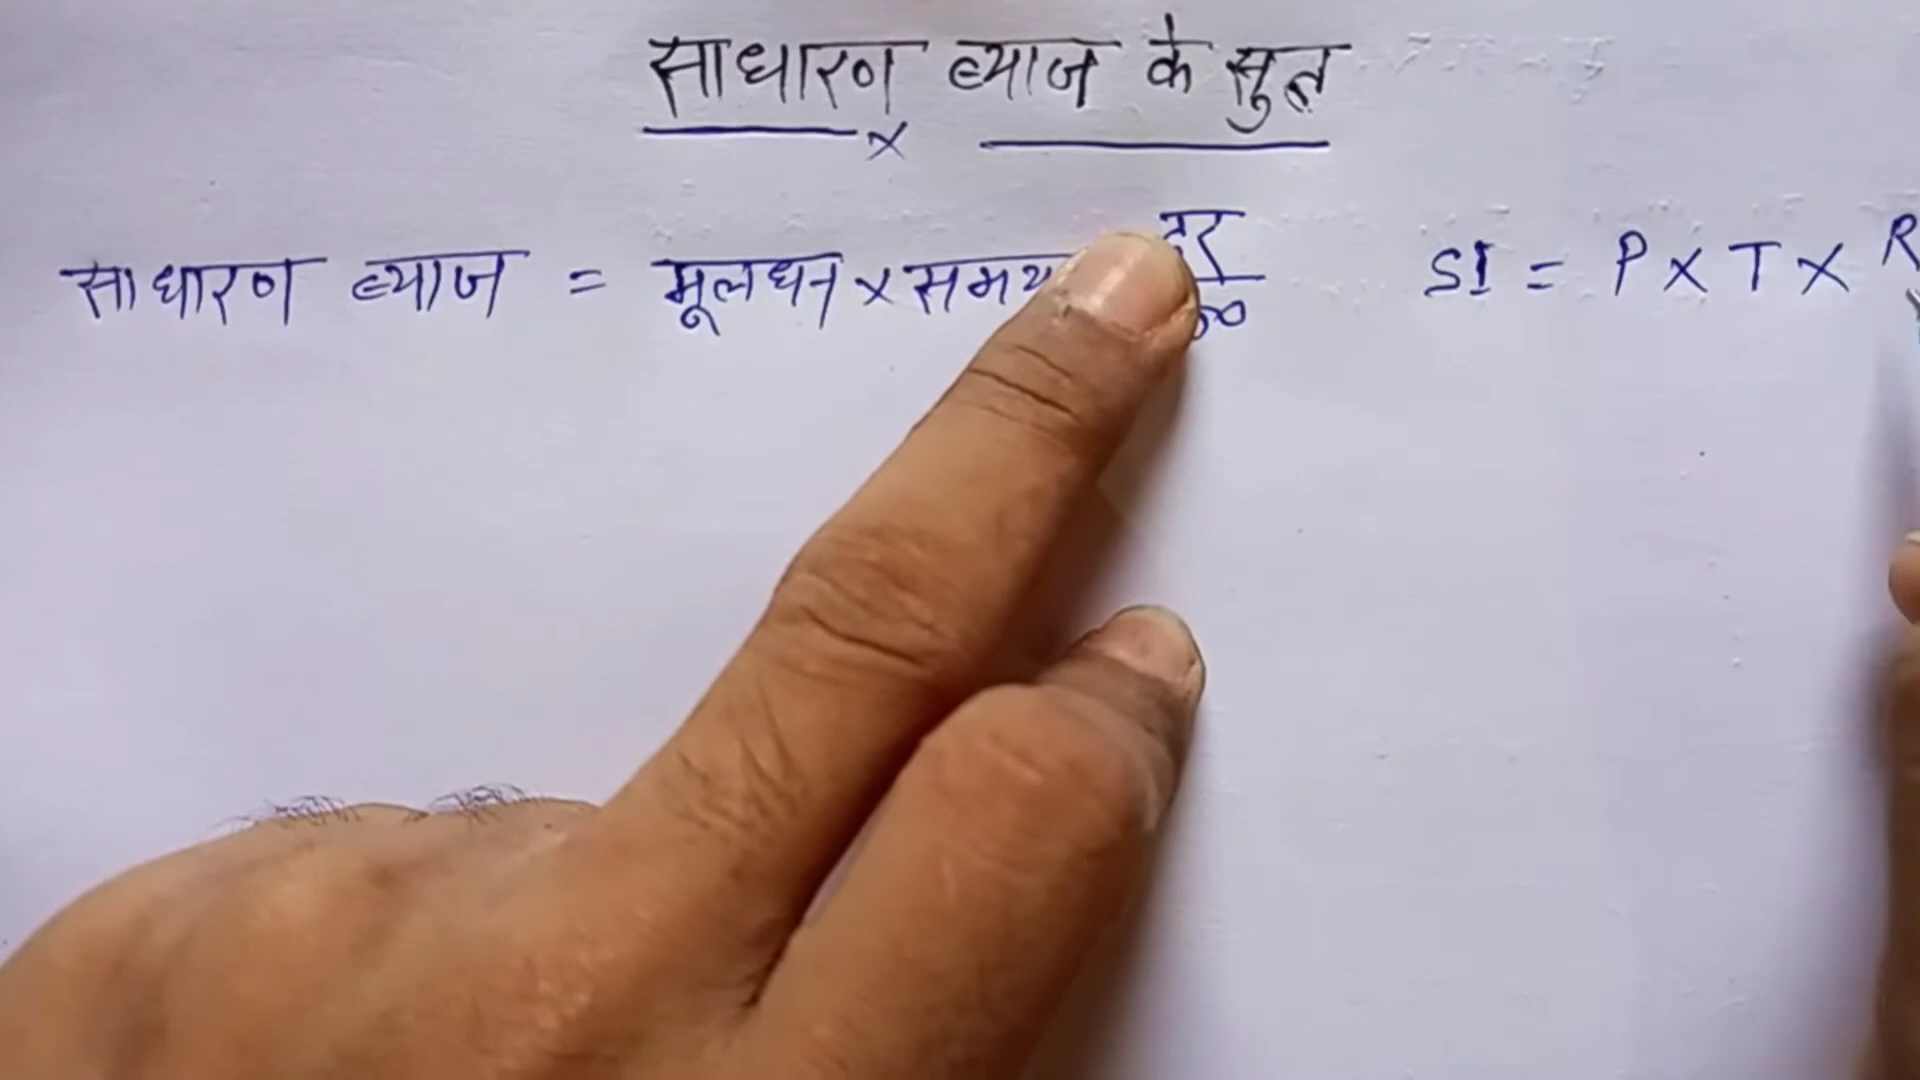 साधारण ब्याज के सुत्र
साधारण ब्याज = मूलधन × समय दर SI = P × T × R